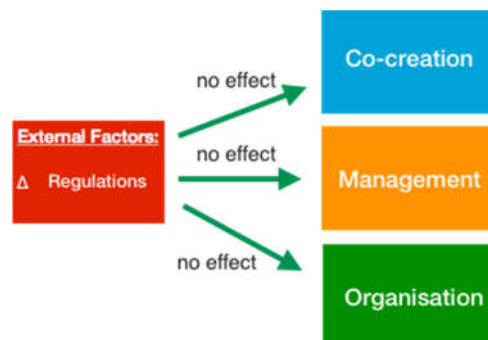 Co-creation
no effect
External Factors:
Δ Regulations
no effect
Management
no effect
Organisation